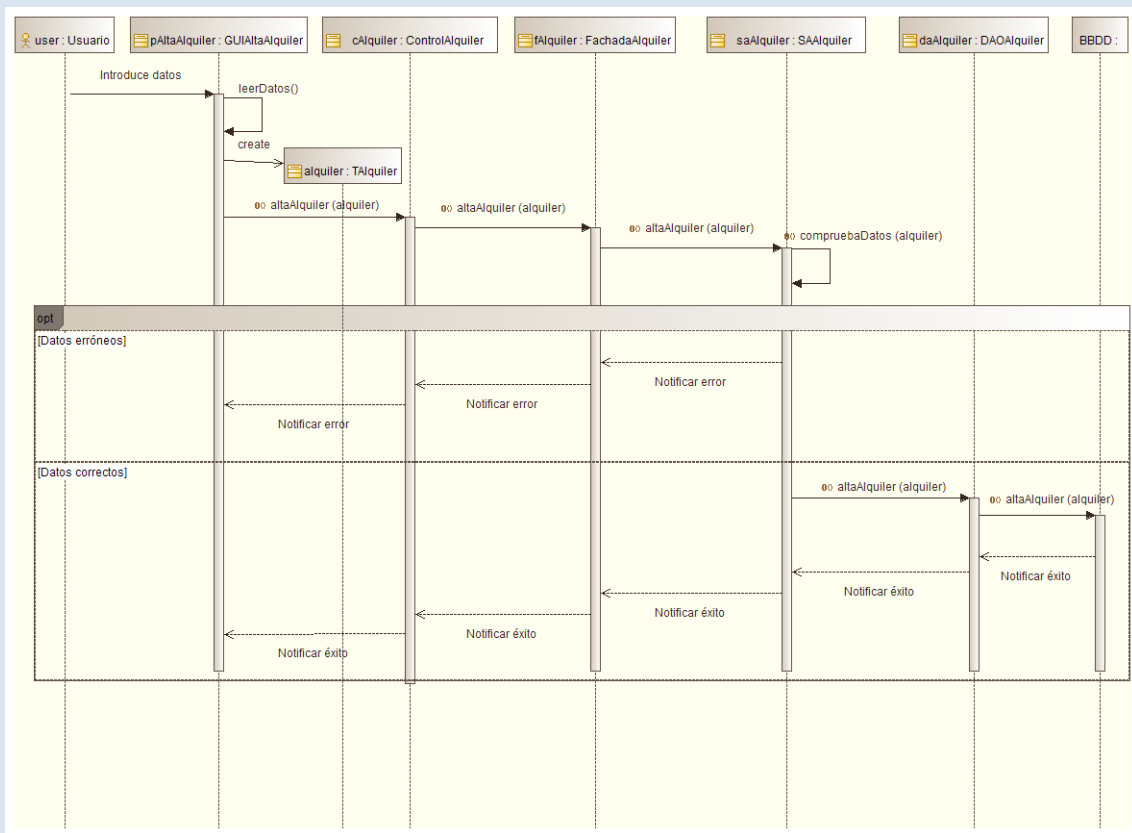 user : Usuario
pAltaAlquiler : GUIAltaAlquiler
cAlquiler : ControlAlquiler
fAlquiler : FachadaAlquiler
saAlquiler : SAAlquiler
daAlquiler : DAOAlquiler
BBDD :
Introduce datos
leerDatos()
create
alquiler : TAlquiler
altaAlquiler (alquiler)
altaAlquiler (alquiler)
altaAlquiler (alquiler)
compruebaDatos (alquiler)
opt
[Datos erróneos]
Notificar error
Notificar error
Notificar error
[Datos correctos]
altaAlquiler (alquiler)
altaAlquiler (alquiler)
Notificar éxito
Notificar éxito
Notificar éxito
Notificar éxito
Notificar éxito